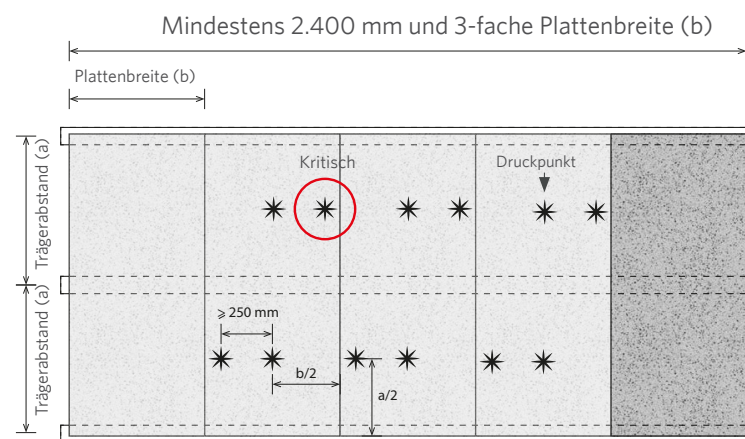 Mindestens 2.400 mm und 3-fache Plattenbreite (b)
Plattenbreite (b)
Trägerabstand (a)
Kritisch
Druckpunkt
Trägerabstand (a)
⩾ 250 mm
b/2
a/2